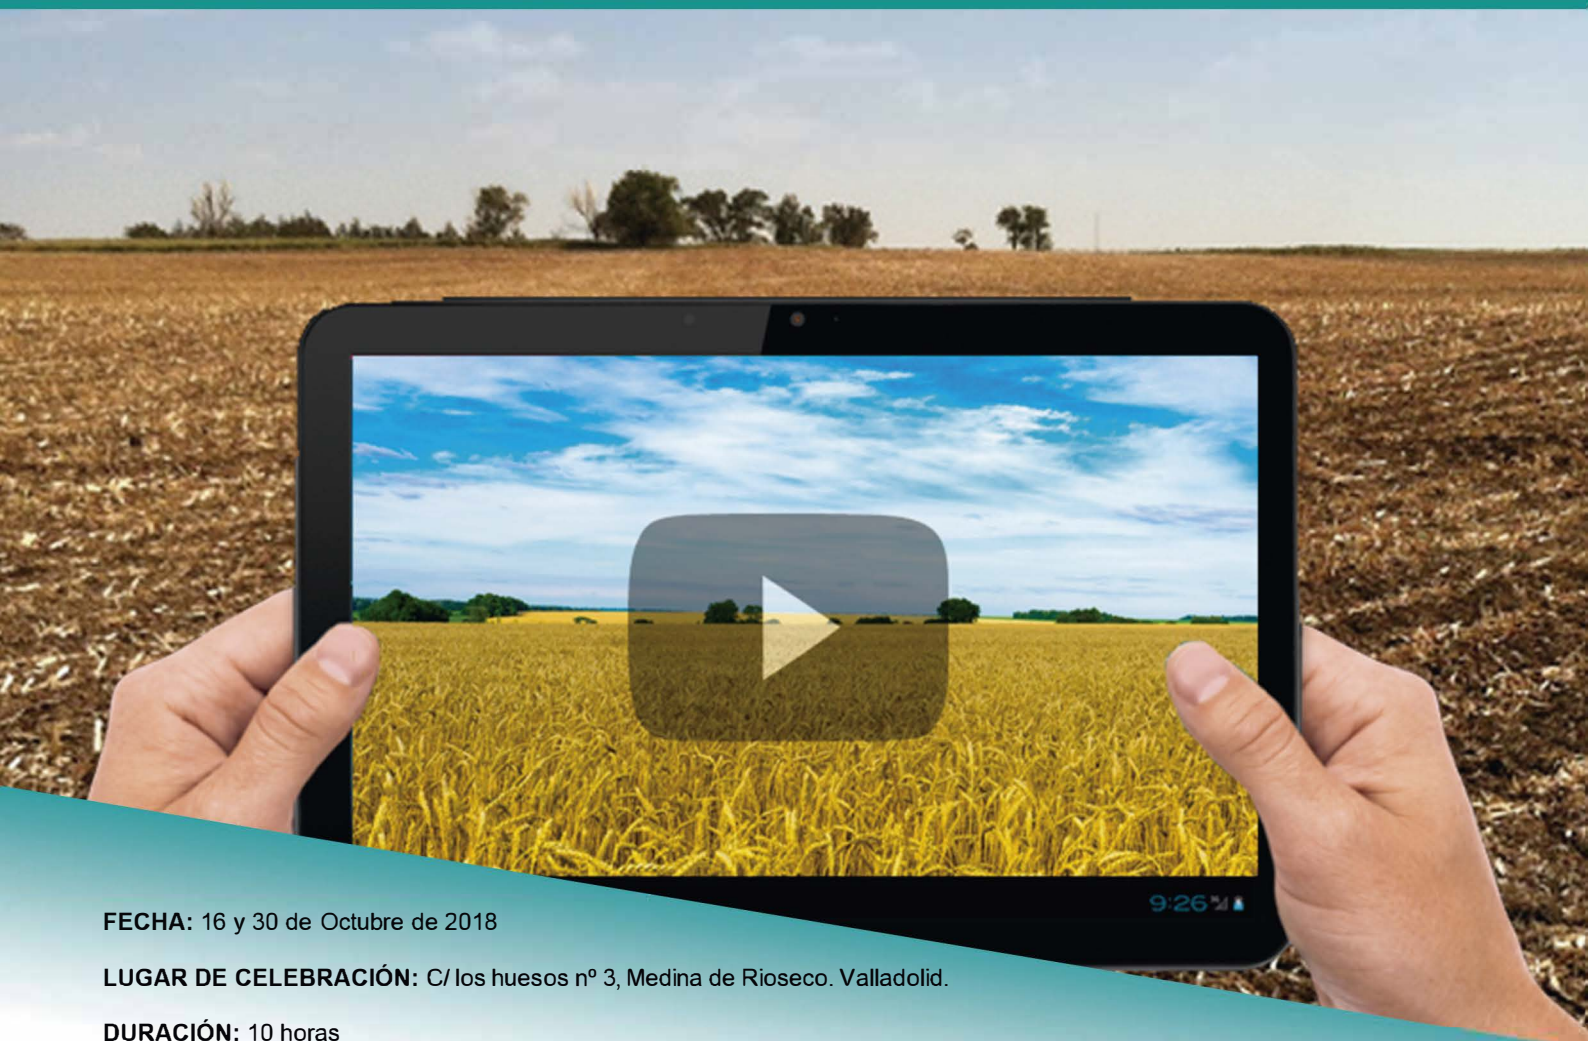 9:26
FECHA: 16 y 30 de Octubre de 2018
LUGAR DE CELEBRACIÓN: C/ los huesos nº 3, Medina de Rioseco. Valladolid.
DURACIÓN: 10 horas